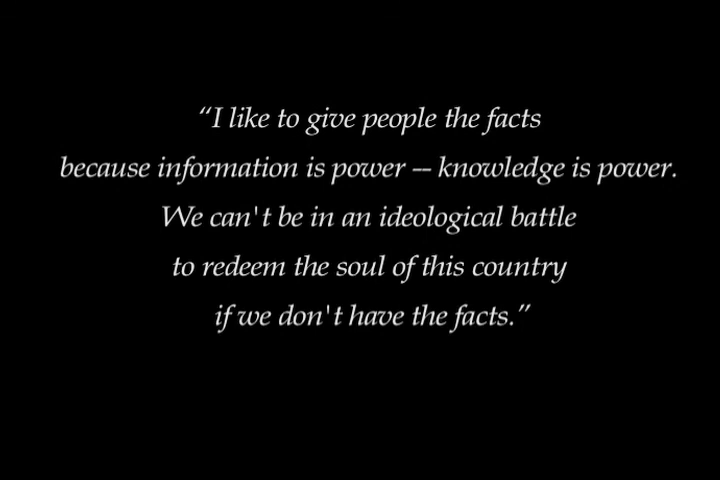 “I like to give people the facts
because information is power -- knowledge is power.
We can't be in an ideological battle
to redeem the soul of this country
if we don't have the facts.”